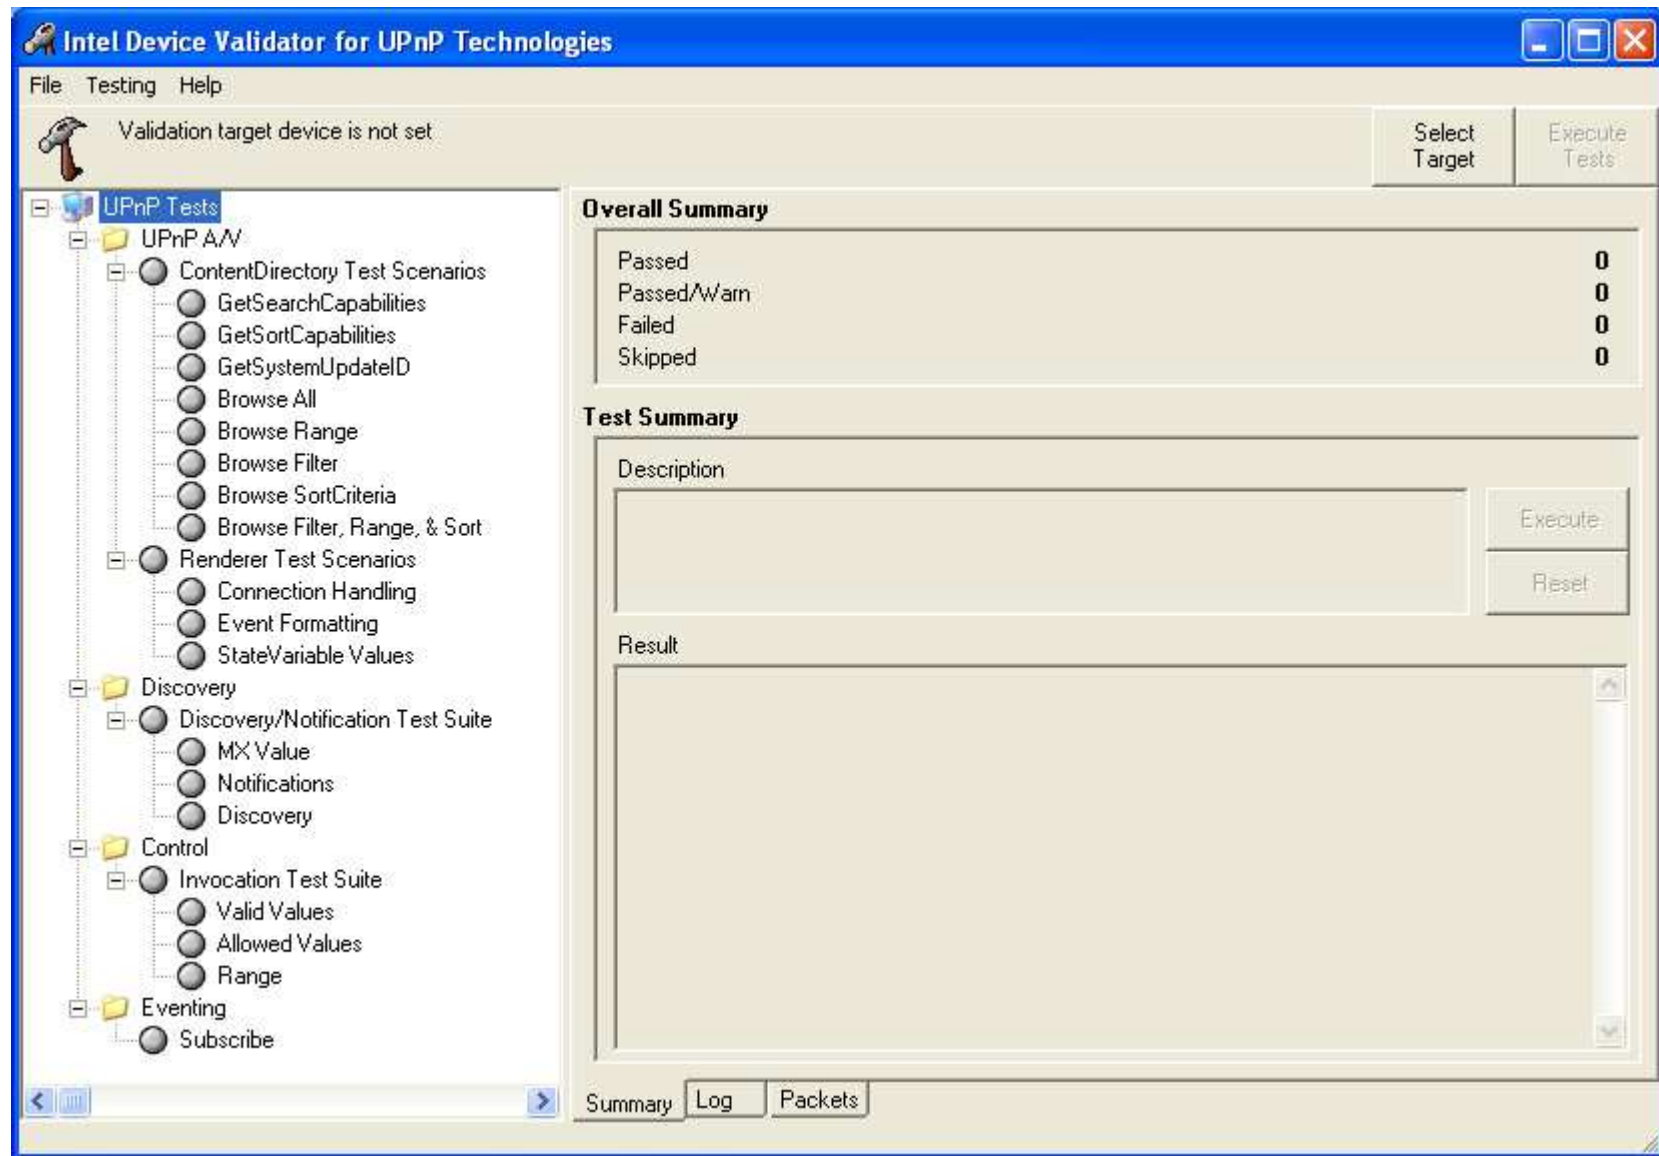 Intel Device Validator for UPnP Technologies
File Testing Help
Validation target device is not set
Select
Target
Execute
Tests
UPnP Tests
UPnP A/V
ContentDirectory Test Scenarios
GetSearchCapabilities
GetSortCapabilities
GetSystemUpdateID
Browse All
Browse Range
Browse Filter
Browse SortCriteria
Browse Filter, Range, & Sort
Renderer Test Scenarios
Connection Handling
Event Formatting
StateVariable Values
Discovery
Discovery/Notification Test Suite
MX Value
Notifications
Discovery
Control
Invocation Test Suite
Valid Values
Allowed Values
Range
Eventing
Subscribe
Overall Summary
Passed 0
Passed/Warn 0
Failed 0
Skipped 0
Test Summary
Description
Execute
Reset
Result
Summary Log Packets